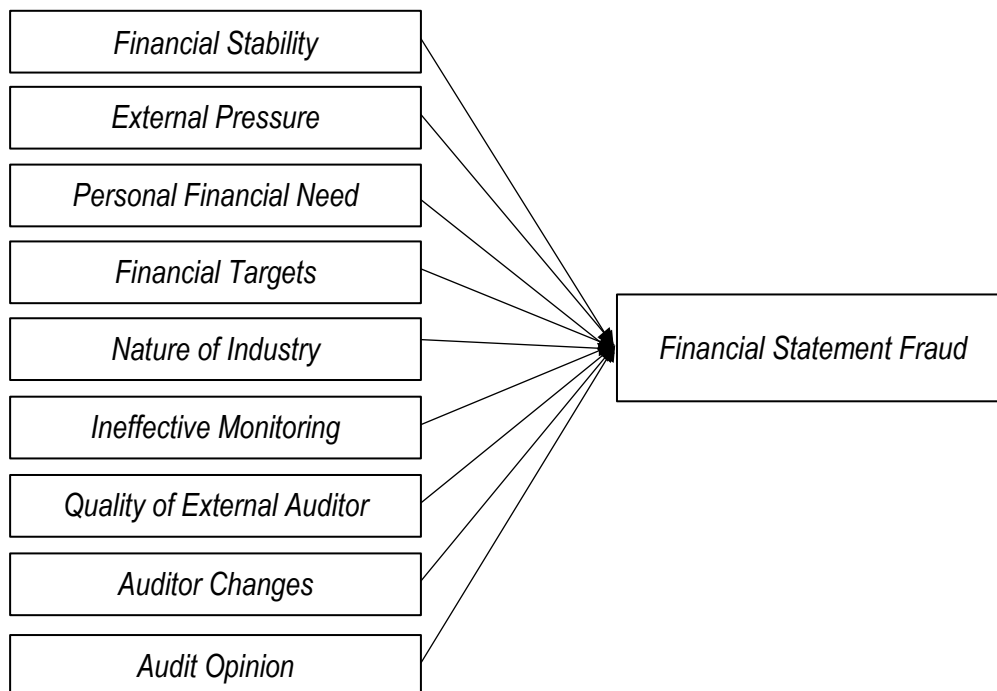 Financial Stability
External Pressure
Personal Financial Need
Financial Targets
Nature of Industry
Financial Statement Fraud
Ineffective Monitoring
Quality of External Auditor
Auditor Changes
Audit Opinion